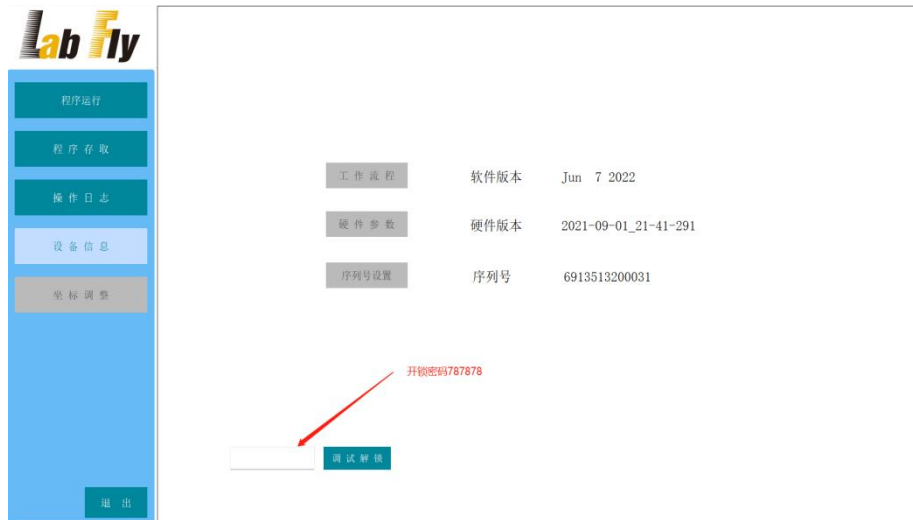 Lab Fly
程序运行
程序存取
操作日志
设备信息
坐标调整
退出
工作流程 软件版本 Jun 7 2022
硬件参数 硬件版本 2021-09-01_21-41-291
序列号设置 序列号 6913513200031
开锁密码787878
调试解锁